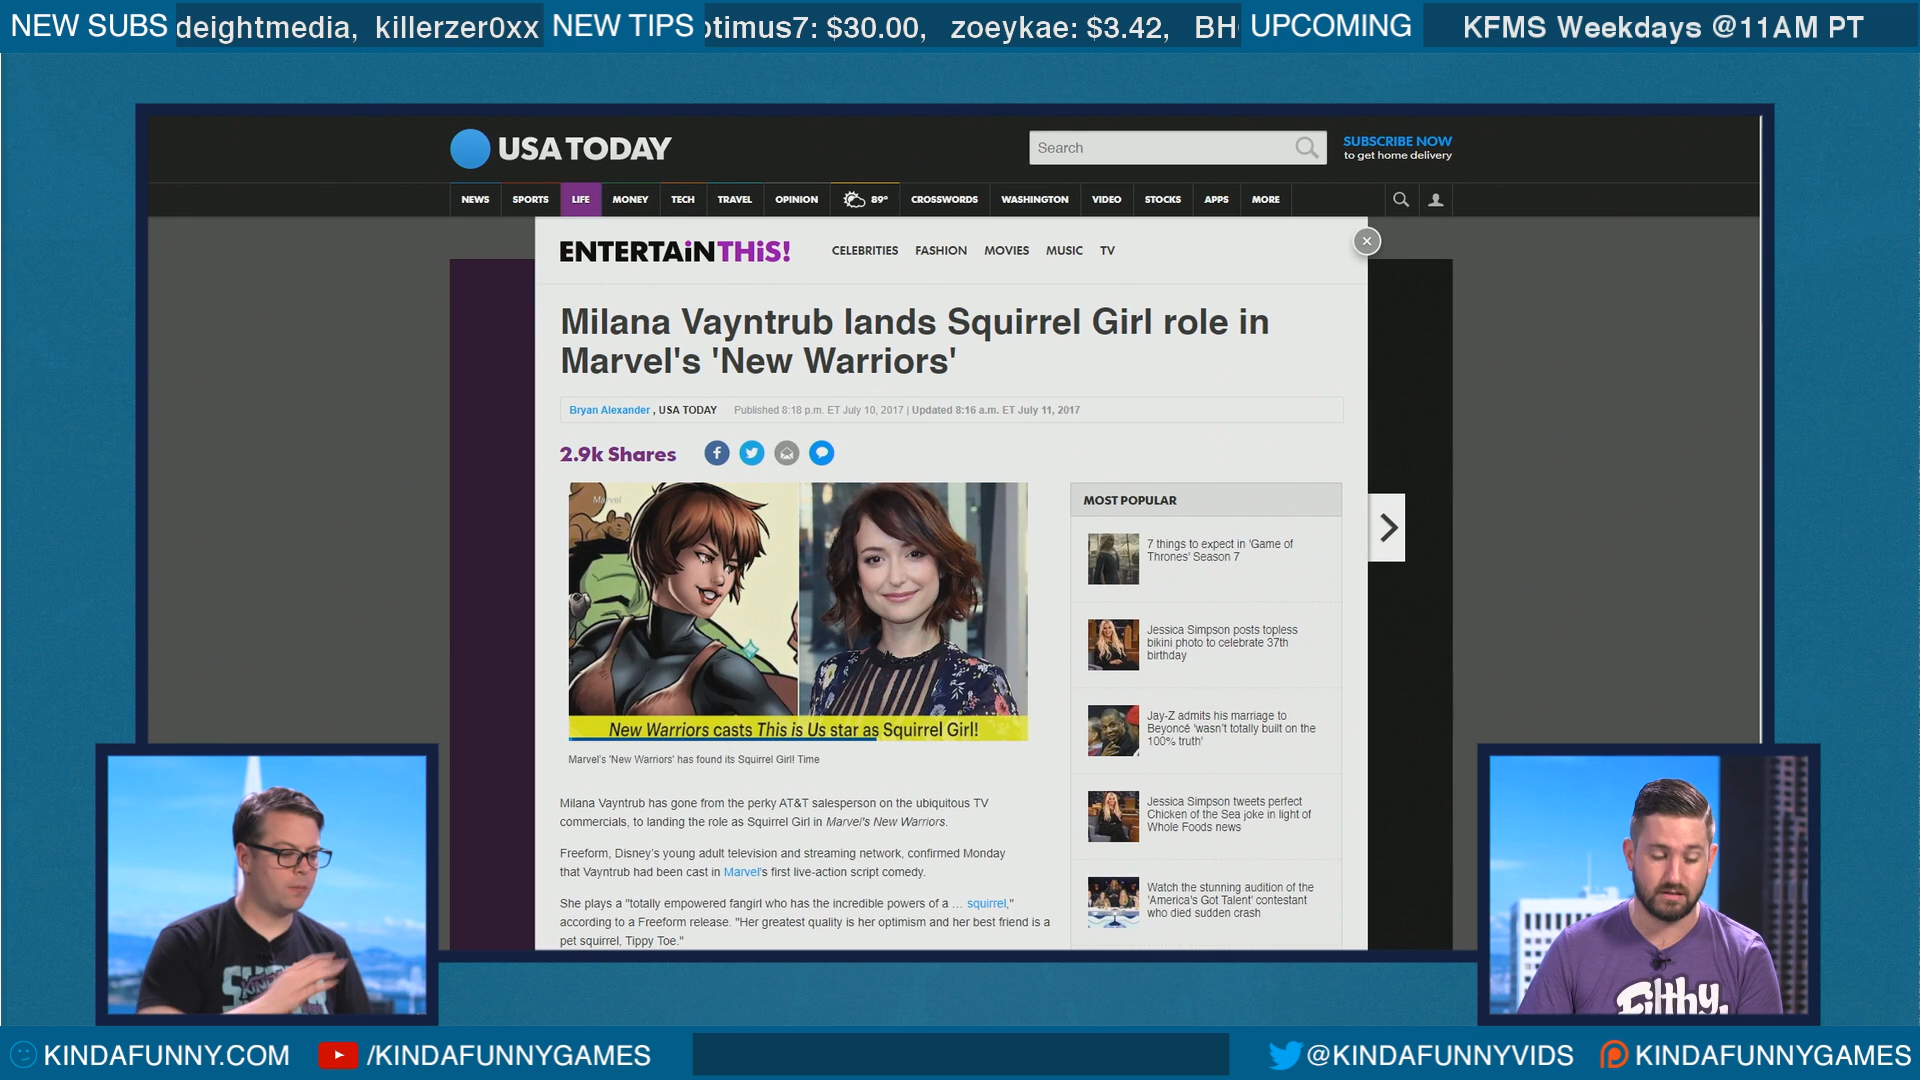 NEW SUBS deightmedia, killerzer0xx NEW TIPS ptimus7: $30.00, zoeykae: $3.42, BH UPCOMING KFMS Weekdays @11AM PT
USA TODAY
Search
SUBSCRIBE NOW
to get home delivery
NEWS SPORTS LIFE MONEY TECH TRAVEL OPINION 89° CROSSWORDS WASHINGTON VIDEO STOCKS APPS MORE
ENTERTAiNTHiS! CELEBRITIES FASHION MOVIES MUSIC TV
Milana Vayntrub lands Squirrel Girl role in
Marvel's 'New Warriors'
Bryan Alexander , USA TODAY Published 8:18 p.m. ET July 10, 2017 | Updated 8:16 a.m. ET July 11, 2017
2.9k Shares
Marvel
New Warriors casts This is Us star as Squirrel Girl!
Marvel's 'New Warriors' has found its Squirrel Girl! Time
Milana Vayntrub has gone from the perky AT&T salesperson on the ubiquitous TV
commercials, to landing the role as Squirrel Girl in Marvel's New Warriors.
Freeform, Disney's young adult television and streaming network, confirmed Monday
that Vayntrub had been cast in Marvel's first live-action script comedy.
She plays a "totally empowered fangirl who has the incredible powers of a … squirrel,"
according to a Freeform release. "Her greatest quality is her optimism and her best friend is a
pet squirrel, Tippy Toe."
MOST POPULAR
7 things to expect in 'Game of
Thrones' Season 7
Jessica Simpson posts topless
bikini photo to celebrate 37th
birthday
Jay-Z admits his marriage to
Beyoncé 'wasn't totally built on the
100% truth'
Jessica Simpson tweets perfect
Chicken of the Sea joke in light of
Whole Foods news
Watch the stunning audition of the
'America's Got Talent' contestant
who died sudden crash
Filthy
KINDAFUNNY.COM /KINDAFUNNYGAMES @KINDAFUNNYVIDS KINDAFUNNYGAMES